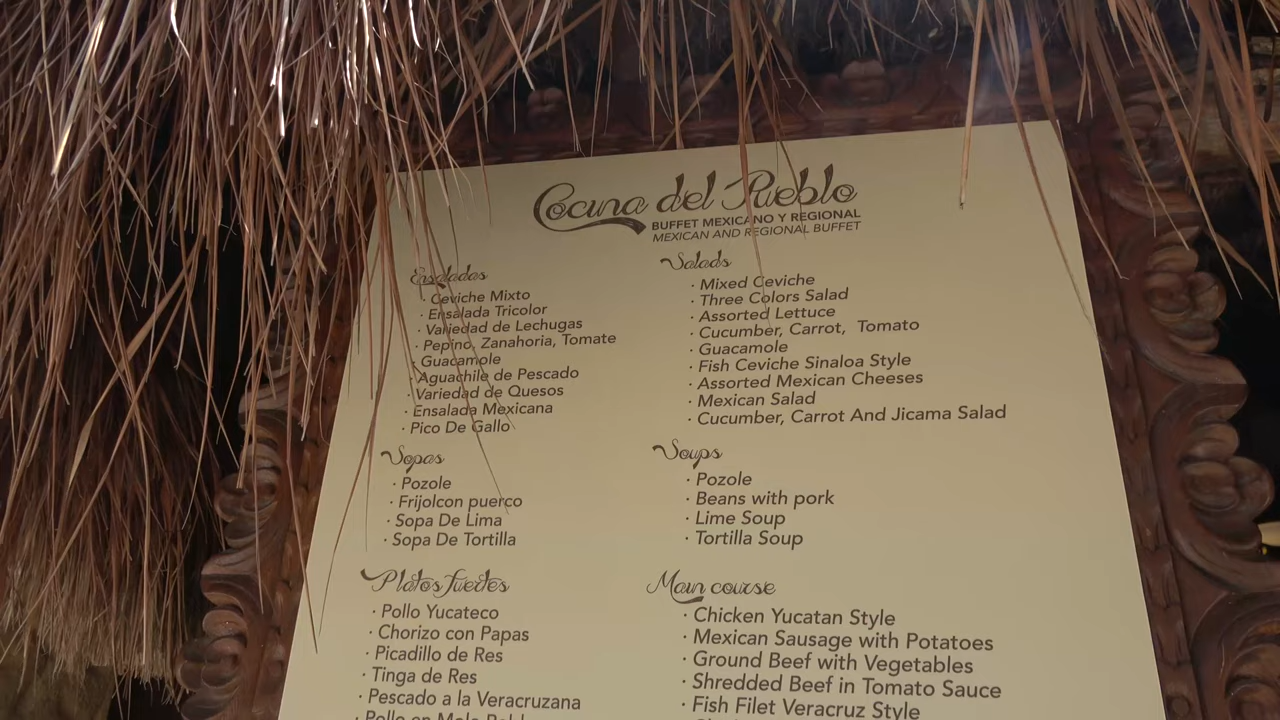 Cocina del Pueblo
BUFFET MEXICANO Y REGIONAL
MEXICAN AND REGIONAL BUFFET
Ensaladas
· Ceviche Mixto
· Ensalada Tricolor
· Variedad de Lechugas
· Pepino, Zanahoria, Tomate
· Guacamole
· Aguachile de Pescado
· Variedad de Quesos
· Ensalada Mexicana
· Pico De Gallo
Sopas
· Pozole
· Frijolcon puerco
· Sopa De Lima
· Sopa De Tortilla
Platos fuertes
· Pollo Yucateco
· Chorizo con Papas
· Picadillo de Res
· Tinga de Res
· Pescado a la Veracruzana
· Pollo en Mole
Salads
· Mixed Ceviche
· Three Colors Salad
· Assorted Lettuce
· Cucumber, Carrot, Tomato
· Guacamole
· Fish Ceviche Sinaloa Style
· Assorted Mexican Cheeses
· Mexican Salad
· Cucumber, Carrot And Jicama Salad
Soups
· Pozole
· Beans with pork
· Lime Soup
· Tortilla Soup
Main course
· Chicken Yucatan Style
· Mexican Sausage with Potatoes
· Ground Beef with Vegetables
· Shredded Beef in Tomato Sauce
· Fish Filet Veracruz Style